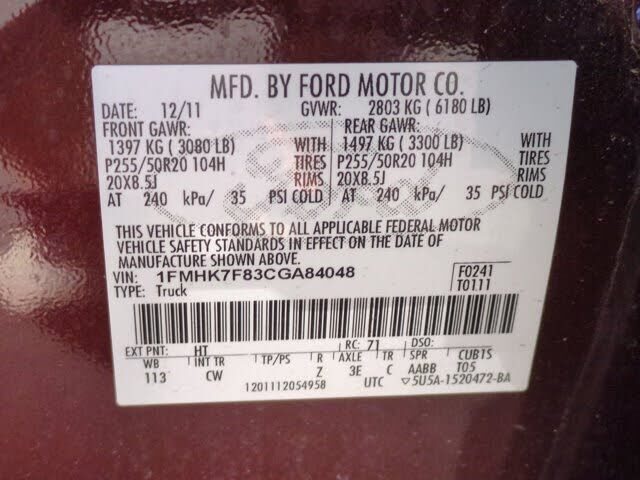 MFD. BY FORD MOTOR CO.
DATE: 12/11 GVWR: 2803 KG ( 6180 LB)
FRONT GAWR: REAR GAWR:
1397 KG ( 3080 LB) WITH 1497 KG ( 3300 LB) WITH
P255/50R20 104H TIRES P255/50R20 104H TIRES
20X8.5J RIMS 20X8.5J RIMS
AT 240 kPa/ 35 PSI COLD AT 240 kPa/ 35 PSI COLD
THIS VEHICLE CONFORMS TO ALL APPLICABLE FEDERAL MOTOR
VEHICLE SAFETY STANDARDS IN EFFECT ON THE DATE OF
MANUFACTURE SHOWN ABOVE.
VIN: 1FMHK7F83CGA84048 F0241
TYPE: Truck T0111
EXT PNT: HT RC: 71 DSO:
WB INT TR TP/PS R AXLE TR SPR CUB1S
113 CW Z 3E C AABB T05
1201112054958 UTC ▽5U5A-1520472-BA